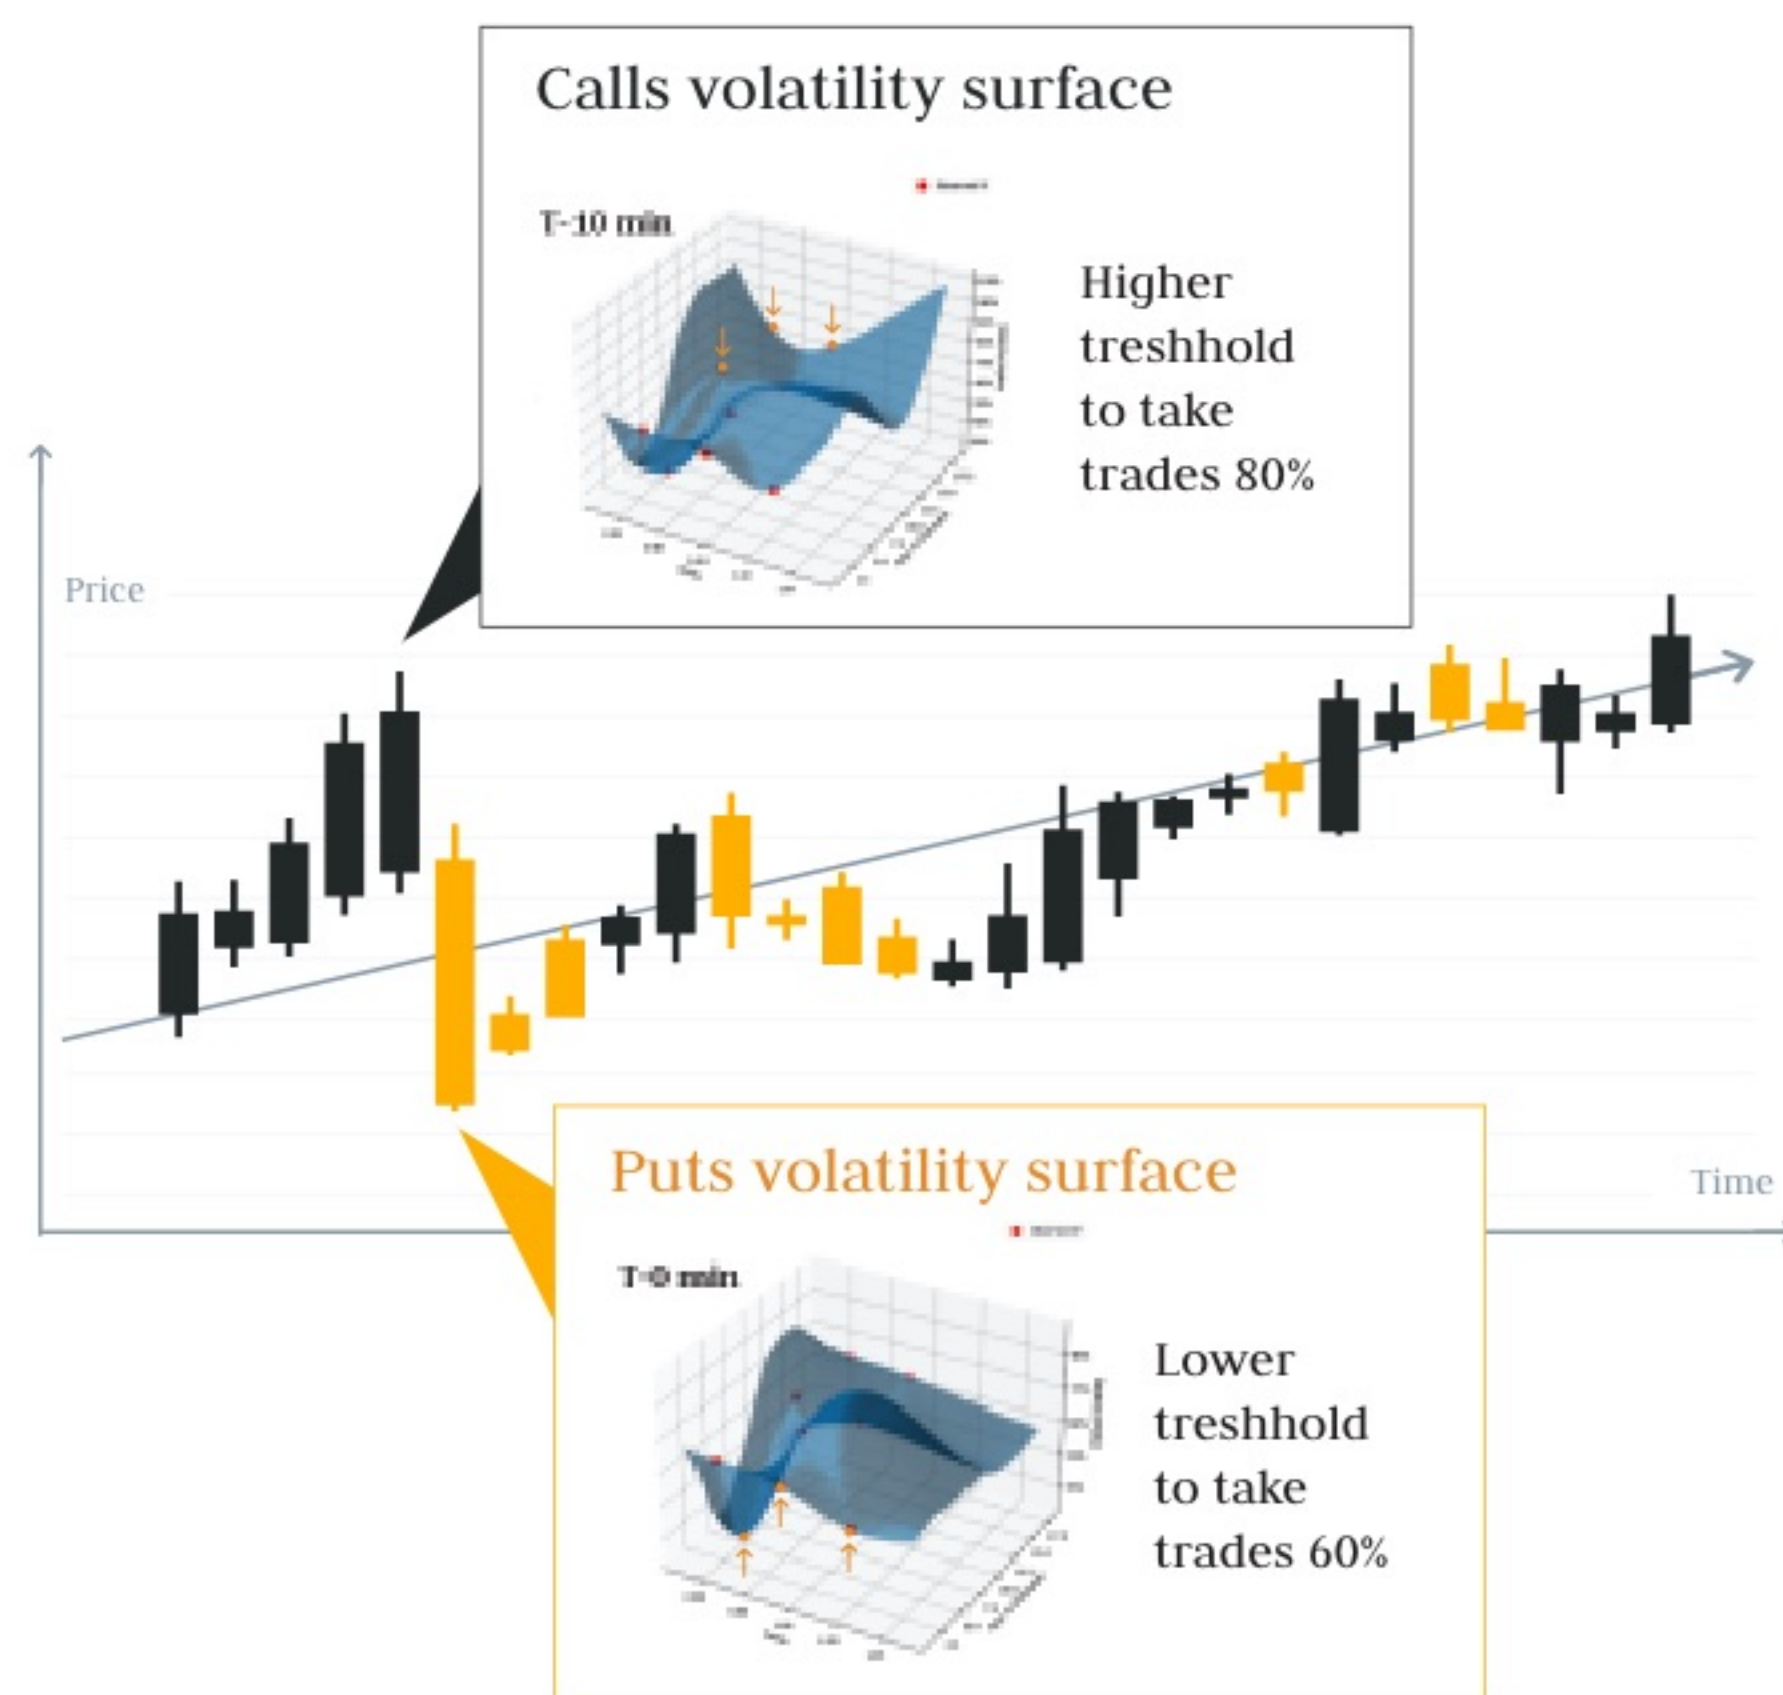 Calls volatility surface
T-10 min
Higher
treshhold
to take
trades 80%
Price
Puts volatility surface
Time
T-0 min
Lower
treshhold
to take
trades 60%